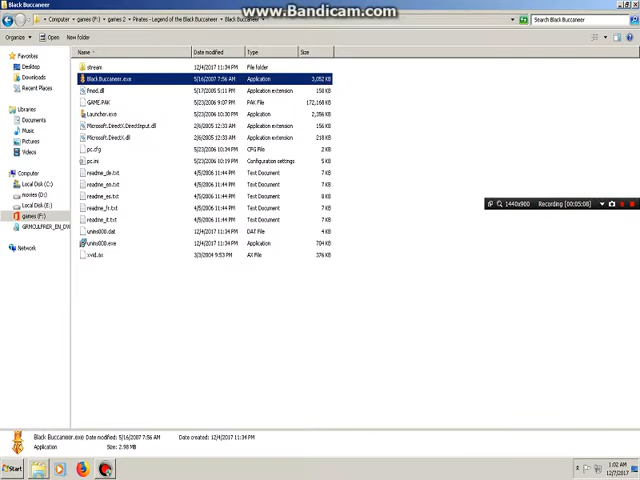 Black Buccaneer
www.Bandicam.com
Computer games (F:) games 2 Pirates - Legend of the Black Buccaneer Black Buccaneer
Search Black Buccaneer
Organize Open New folder
Name Date modified Type Size
Favorites
Desktop
Downloads
Recent Places
Libraries
Documents
Music
Pictures
Videos
Computer
Local Disk (C:)
movies (D:)
Local Disk (E:)
games (F:)
GRMCULFRER_EN_DV
Network
stream 12/4/2017 11:34 PM File folder
Black Buccaneer.exe 5/16/2007 7:56 AM Application 3,052 KB
fmod.dll 5/17/2005 5:11 PM Application extension 158 KB
GAME.PAK 5/23/2006 9:07 PM PAK File 172,168 KB
Launcher.exe 5/23/2006 10:30 PM Application 2,356 KB
Microsoft.DirectX.DirectInput.dll 2/6/2005 12:33 AM Application extension 156 KB
Microsoft.DirectX.dll 2/6/2005 12:33 AM Application extension 218 KB
pc.cfg 5/23/2006 10:34 PM CFG File 2 KB
pc.ini 5/23/2006 10:19 PM Configuration settings 5 KB
readme_de.txt 4/5/2006 11:44 PM Text Document 7 KB
readme_en.txt 4/5/2006 11:44 PM Text Document 7 KB
readme_es.txt 4/5/2006 11:44 PM Text Document 7 KB
readme_fr.txt 4/5/2006 11:44 PM Text Document 7 KB
readme_it.txt 4/5/2006 11:44 PM Text Document 7 KB
unins000.dat 12/4/2017 11:34 PM DAT File 4 KB
unins000.exe 12/4/2017 11:34 PM Application 704 KB
xvid.ax 3/3/2004 9:53 PM AX File 376 KB
1440x900 Recording [00:05:08]
Black Buccaneer.exe Date modified: 5/16/2007 7:56 AM Date created: 12/4/2017 11:34 PM
Application Size: 2.98 MB
Start
1:02 AM
12/7/2017